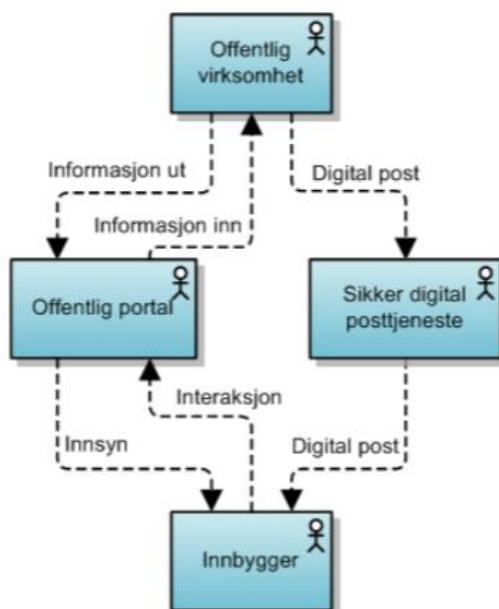 Offentlig
virksomhet
Informasjon ut
Digital post
Informasjon inn
Offentlig portal
Sikker digital
posttjeneste
Interaksjon
Innsyn
Digital post
Innbygger